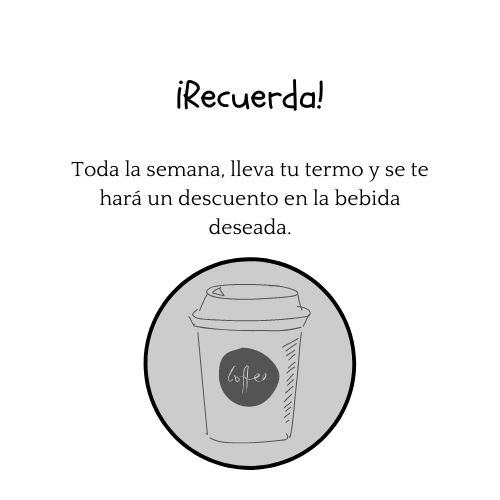 ¡Recuerda!
Toda la semana, lleva tu termo y se te
hará un descuento en la bebida
deseada.
Coffee